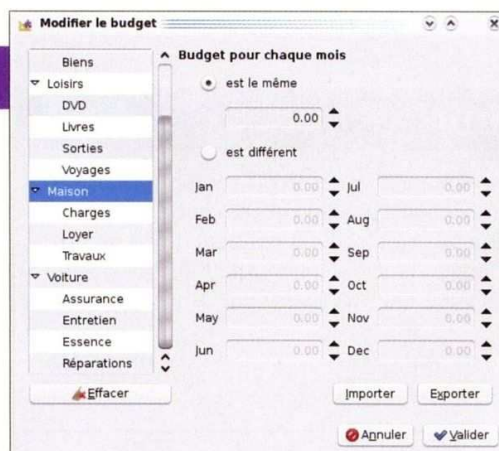 Modifier le budget
Biens
Loisirs
DVD
Livres
Sorties
Voyages
Maison
Charges
Loyer
Travaux
Voiture
Assurance
Entretien
Essence
Réparations
Effacer
Budget pour chaque mois
est le même
0.00
est différent
Jan 0.00 Jul 0.00
Feb 0.00 Aug 0.00
Mar 0.00 Sep 0.00
Apr 0.00 Oct 0.00
May 0.00 Nov 0.00
Jun 0.00 Dec 0.00
Importer Exporter
Annuler Valider